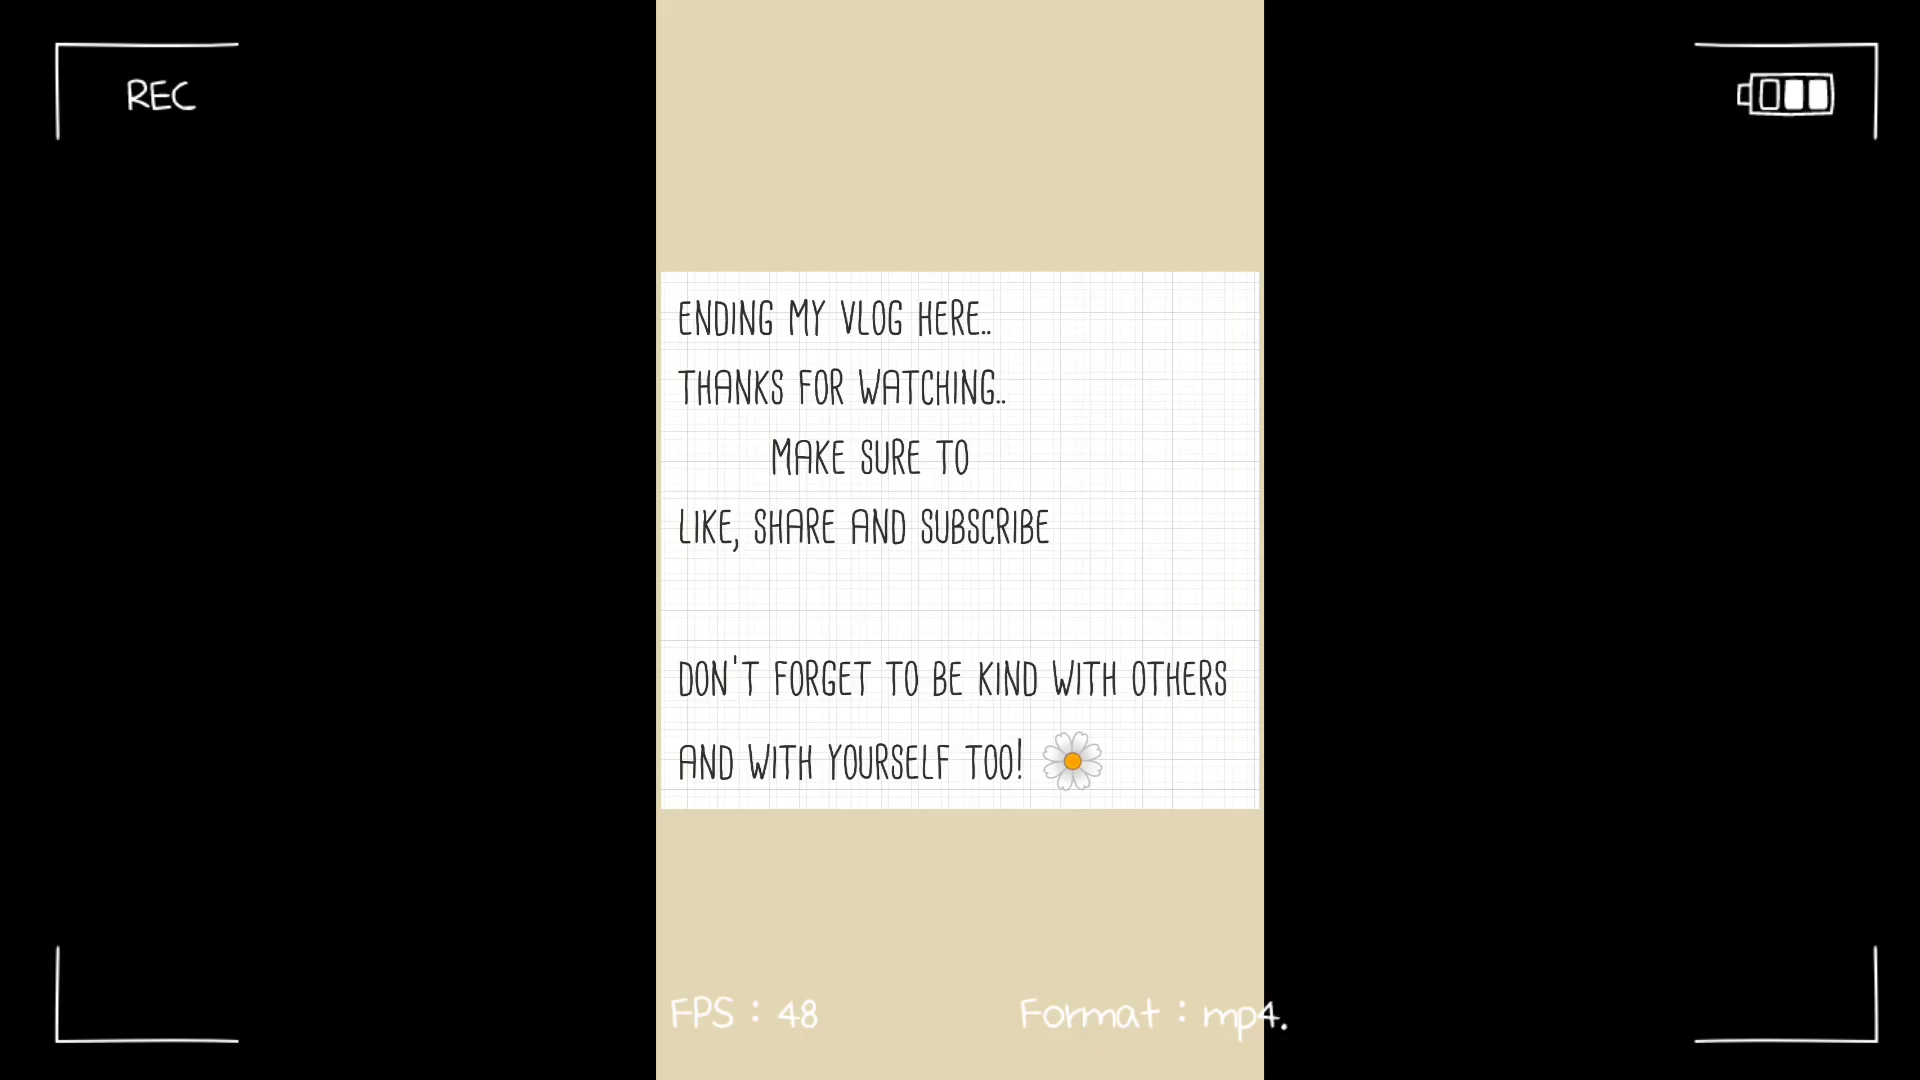 REC
ENDING MY VLOG HERE..
THANKS FOR WATCHING..
MAKE SURE TO
LIKE, SHARE AND SUBSCRIBE
DON'T FORGET TO BE KIND WITH OTHERS
AND WITH YOURSELF TOO!
FPS : 48
Format : mp4.